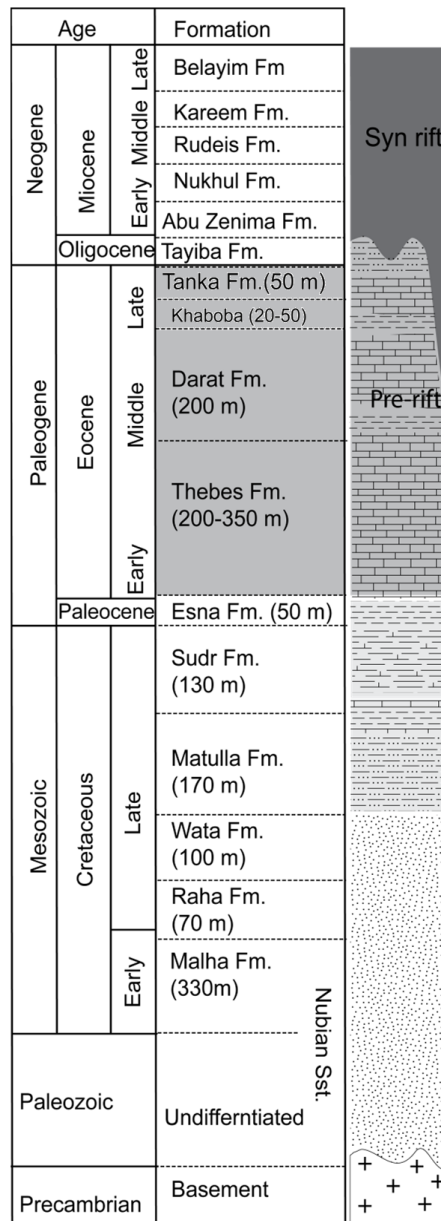 Age
Formation
Neogene
Miocene
Late
Middle
Early
Belayim Fm
Kareem Fm.
Rudeis Fm.
Nukhul Fm.
Abu Zenima Fm.
Syn rift
Oligocene
Tayiba Fm.
Paleogene
Eocene
Late
Middle
Early
Tanka Fm.(50 m)
Khaboba (20-50)
Darat Fm.
(200 m)
Pre-rift
Thebes Fm.
(200-350 m)
Paleocene
Esna Fm. (50 m)
Mesozoic
Cretaceous
Late
Early
Sudr Fm.
(130 m)
Matulla Fm.
(170 m)
Wata Fm.
(100 m)
Raha Fm.
(70 m)
Malha Fm.
(330m)
Nubian Sst.
Paleozoic
Undifferntiated
Precambrian
Basement